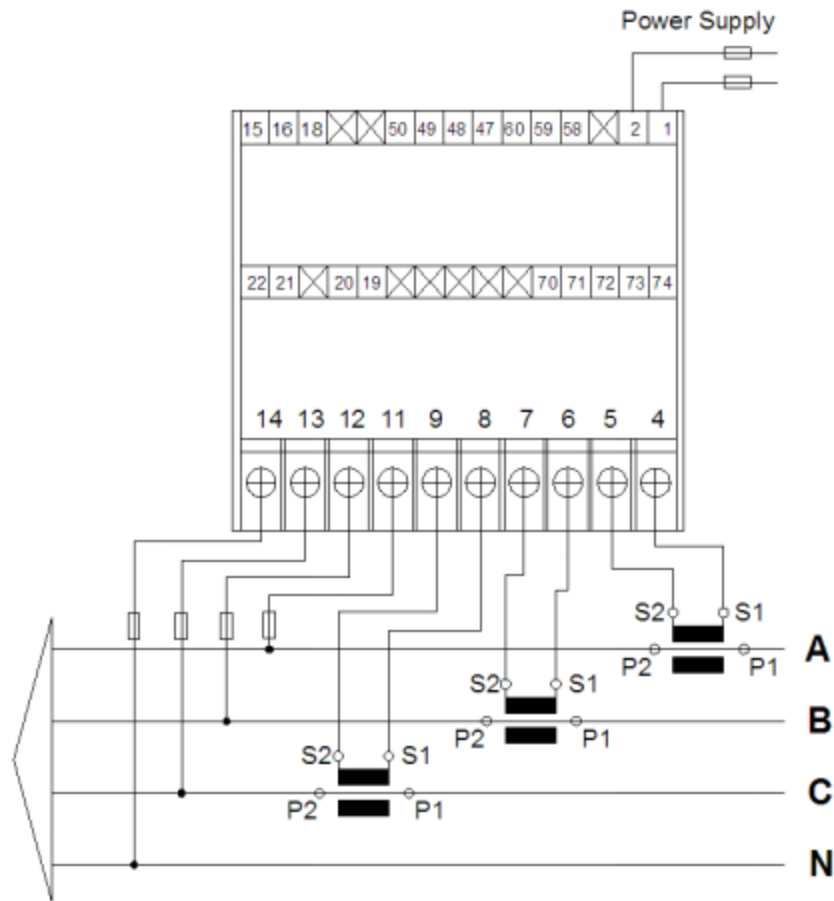 Power Supply
15 16 18 50 49 48 47 60 59 58 2 1
22 21 20 19 70 71 72 73 74
14 13 12 11 9 8 7 6 5 4
S2 S1
A
P2 P1
S2 S1
B
P2 P1
S2 S1
C
P2 P1
N